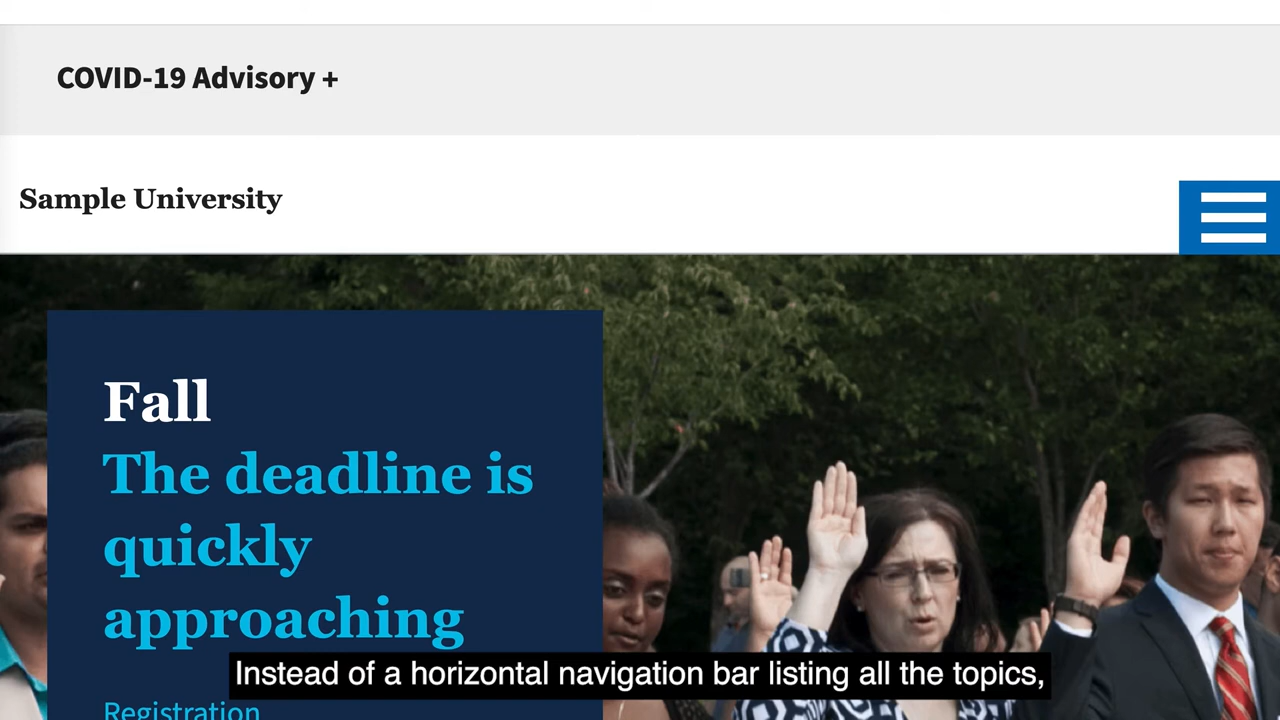 COVID-19 Advisory +
Sample University
Fall
The deadline is
quickly
approaching
Registration
Instead of a horizontal navigation bar listing all the topics,